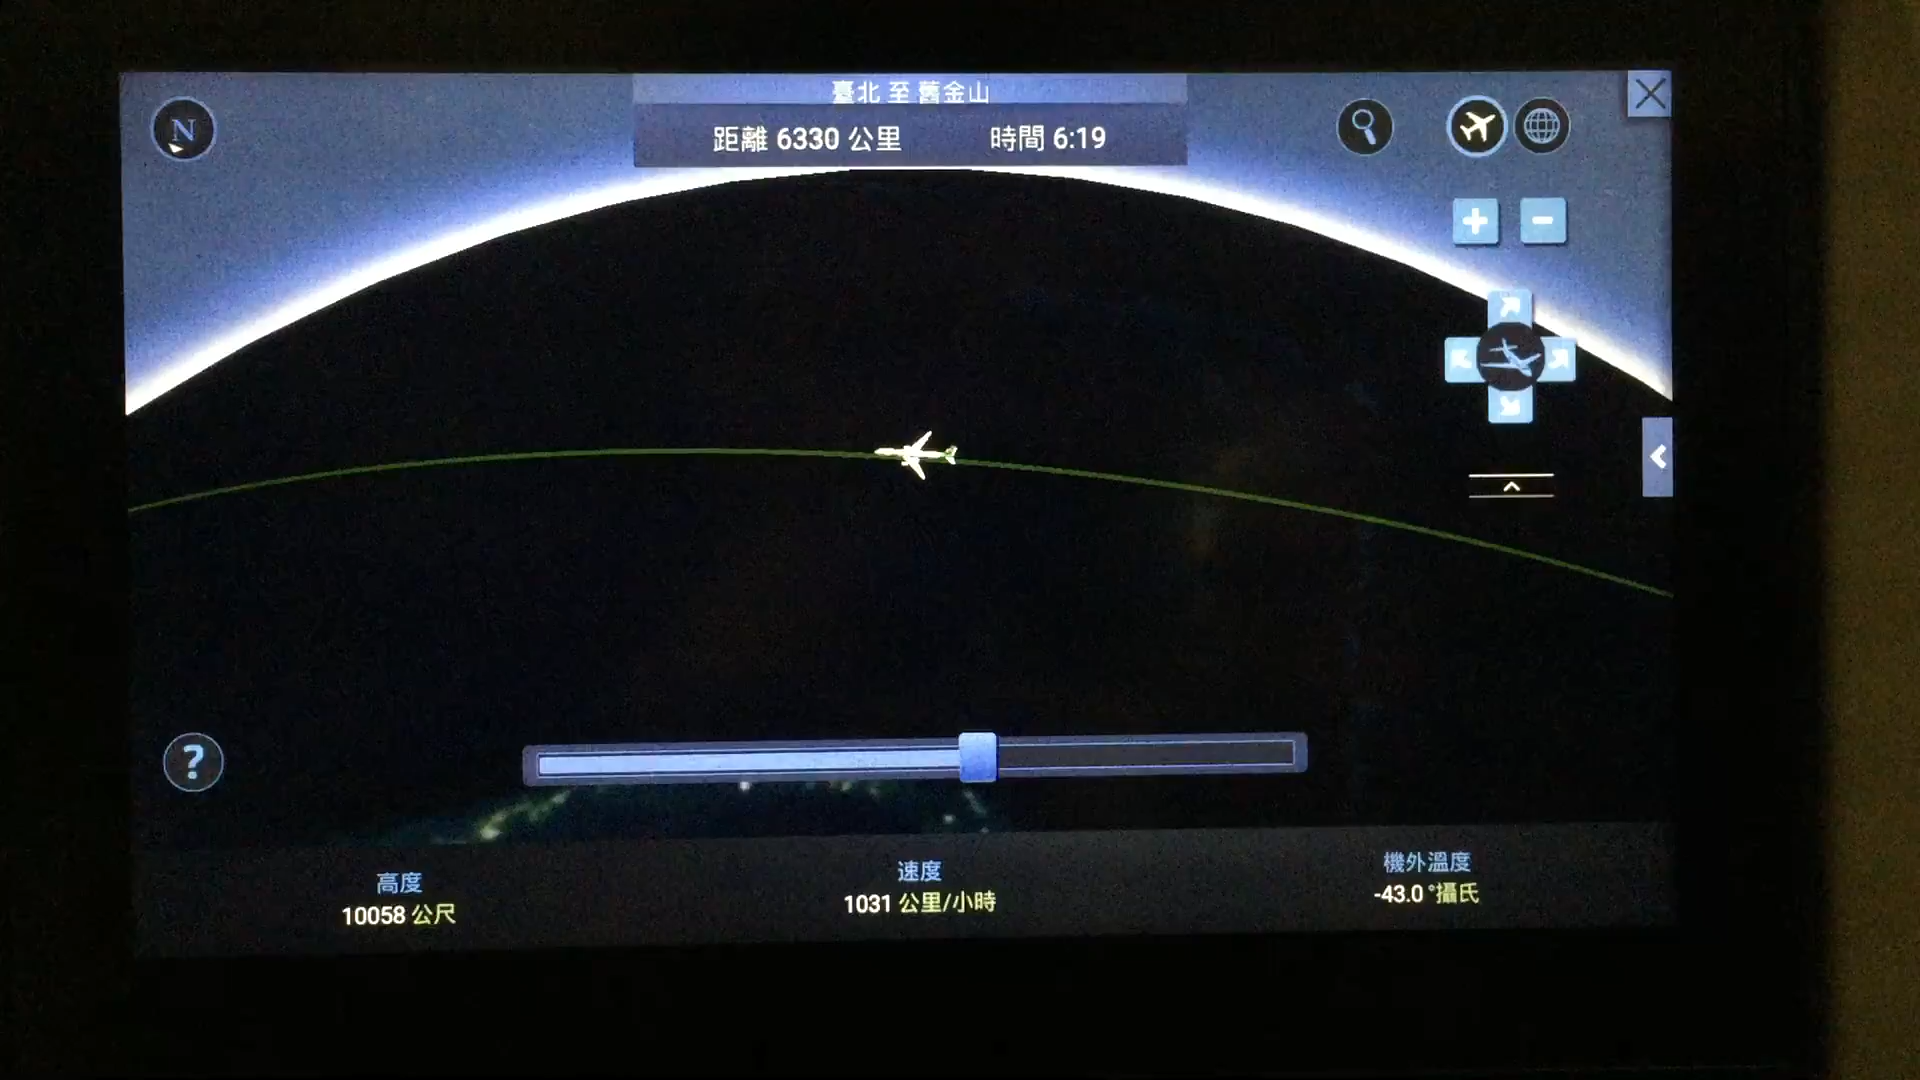 臺北 至 舊金山
N
距離 6330 公里 時間 6:19
?
高度 速度 機外溫度
10058 公尺 1031 公里/小時 -43.0 °攝氏